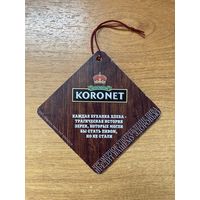 KORONET
КАЖДАЯ БУХАНКА ХЛЕБА -
ТРАГИЧЕСКАЯ ИСТОРИЯ
ЗЕРЕН, КОТОРЫЕ МОГЛИ
БЫ СТАТЬ ПИВОМ,
НО НЕ СТАЛИ